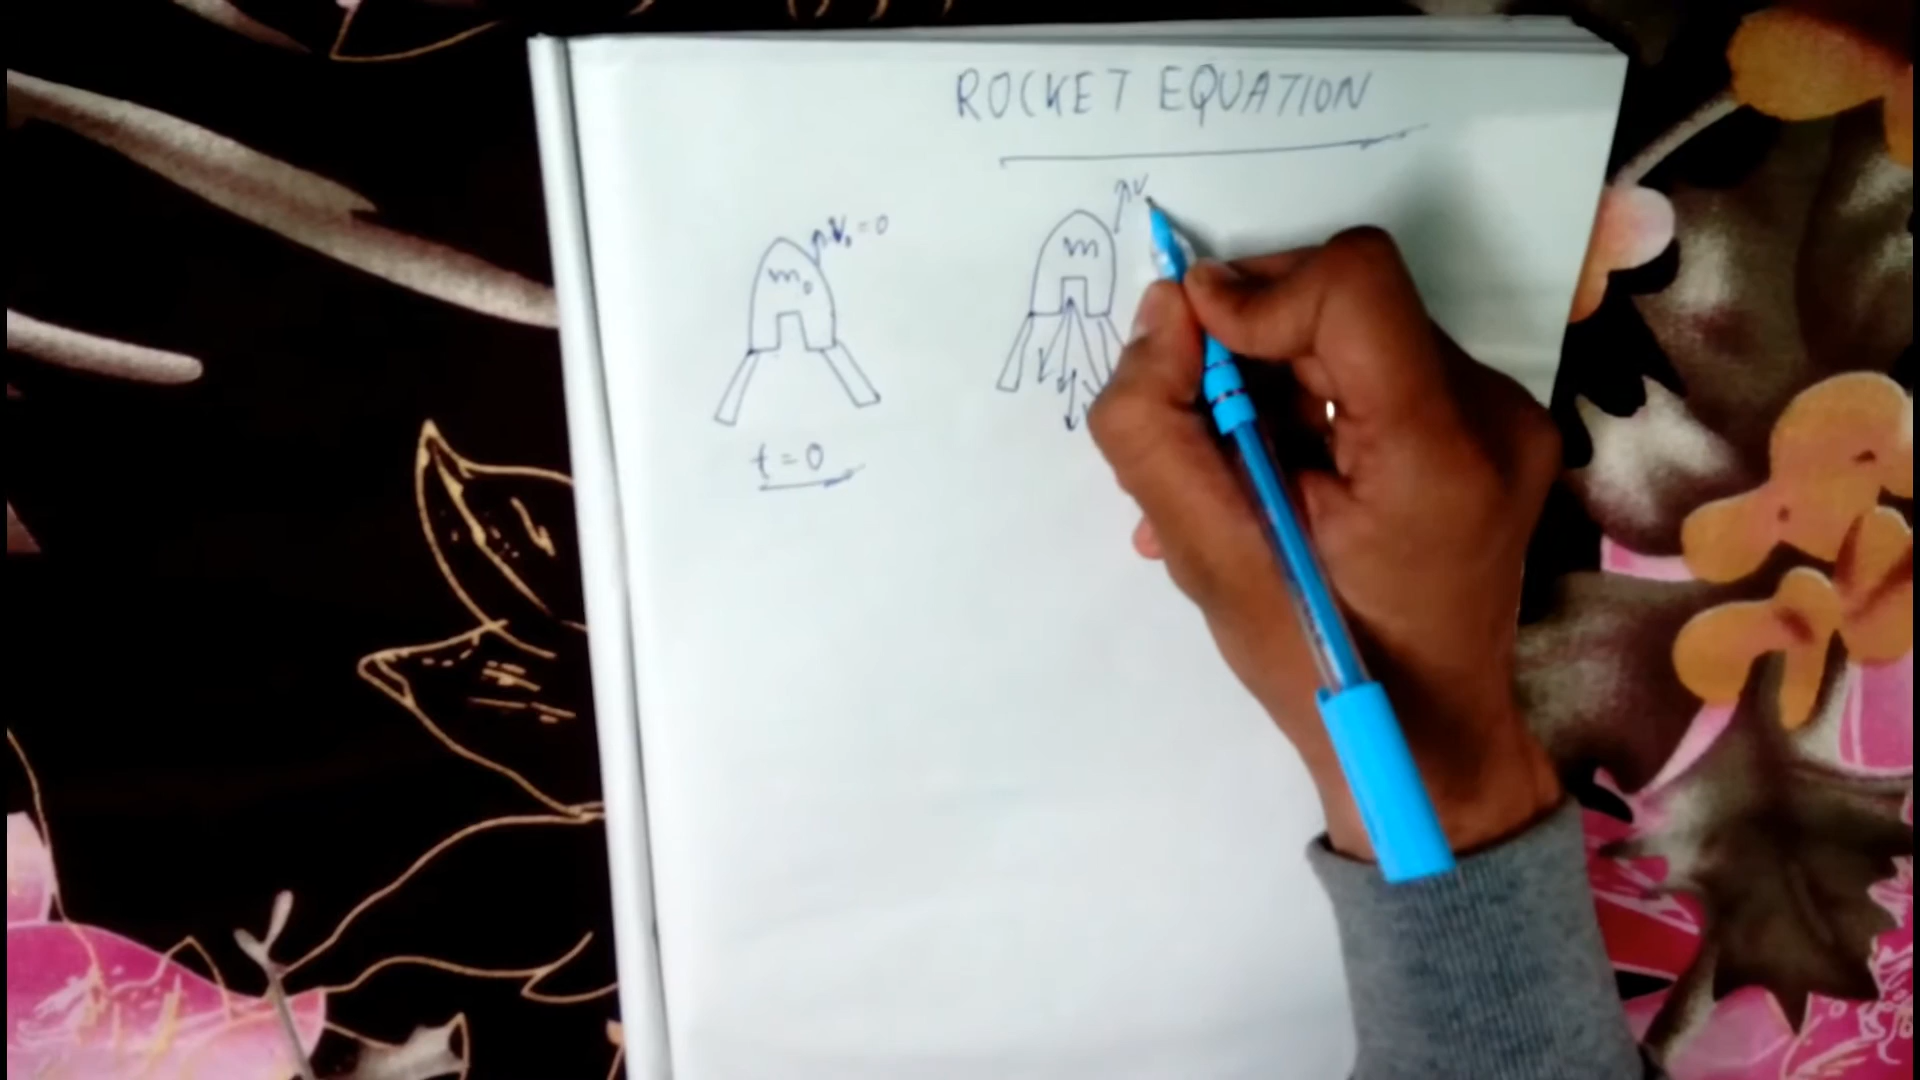 ROCKET EQUATION
V₀ = 0
m₀
t = 0
V
m